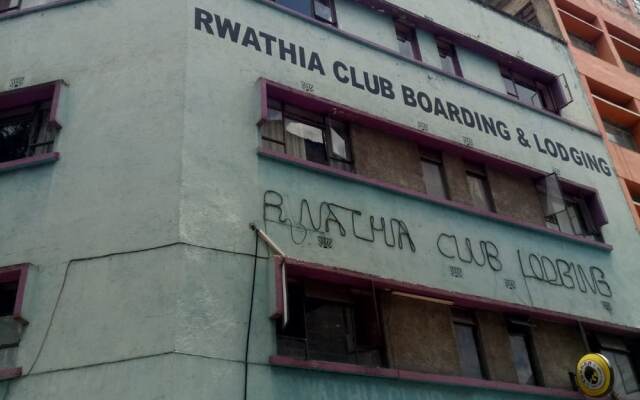 RWATHIA CLUB BOARDING & LODGING
RWATHIA CLUB LODGING